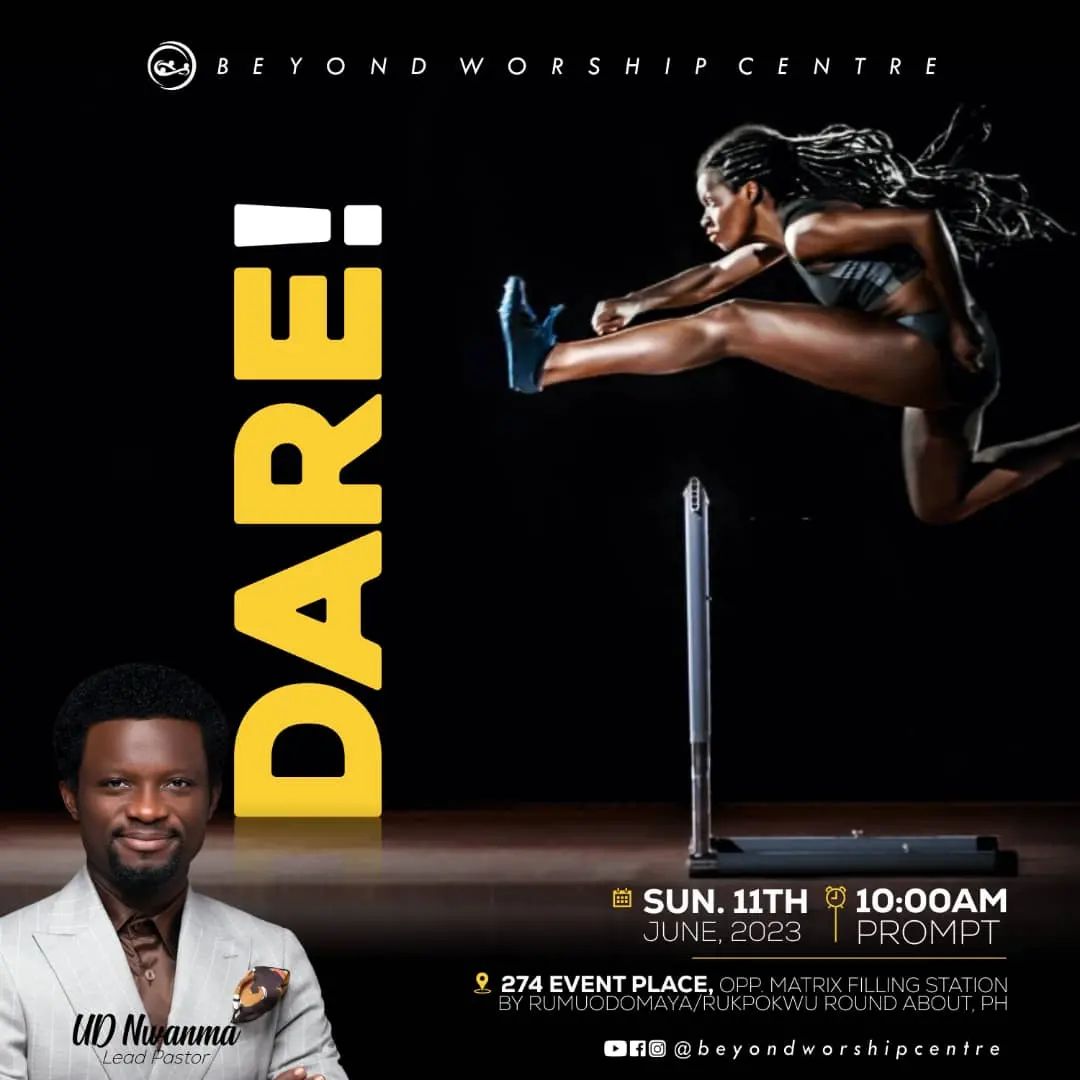 BEYOND WORSHIP CENTRE
DARE!
SUN. 11TH
JUNE, 2023
10:00AM
PROMPT
274 EVENT PLACE, OPP. MATRIX FILLING STATION
BY RUMUODOMAYA/RUKPOKWU ROUND ABOUT, PH
@beyondworshipcentre
UD Nwanma
Lead Pastor